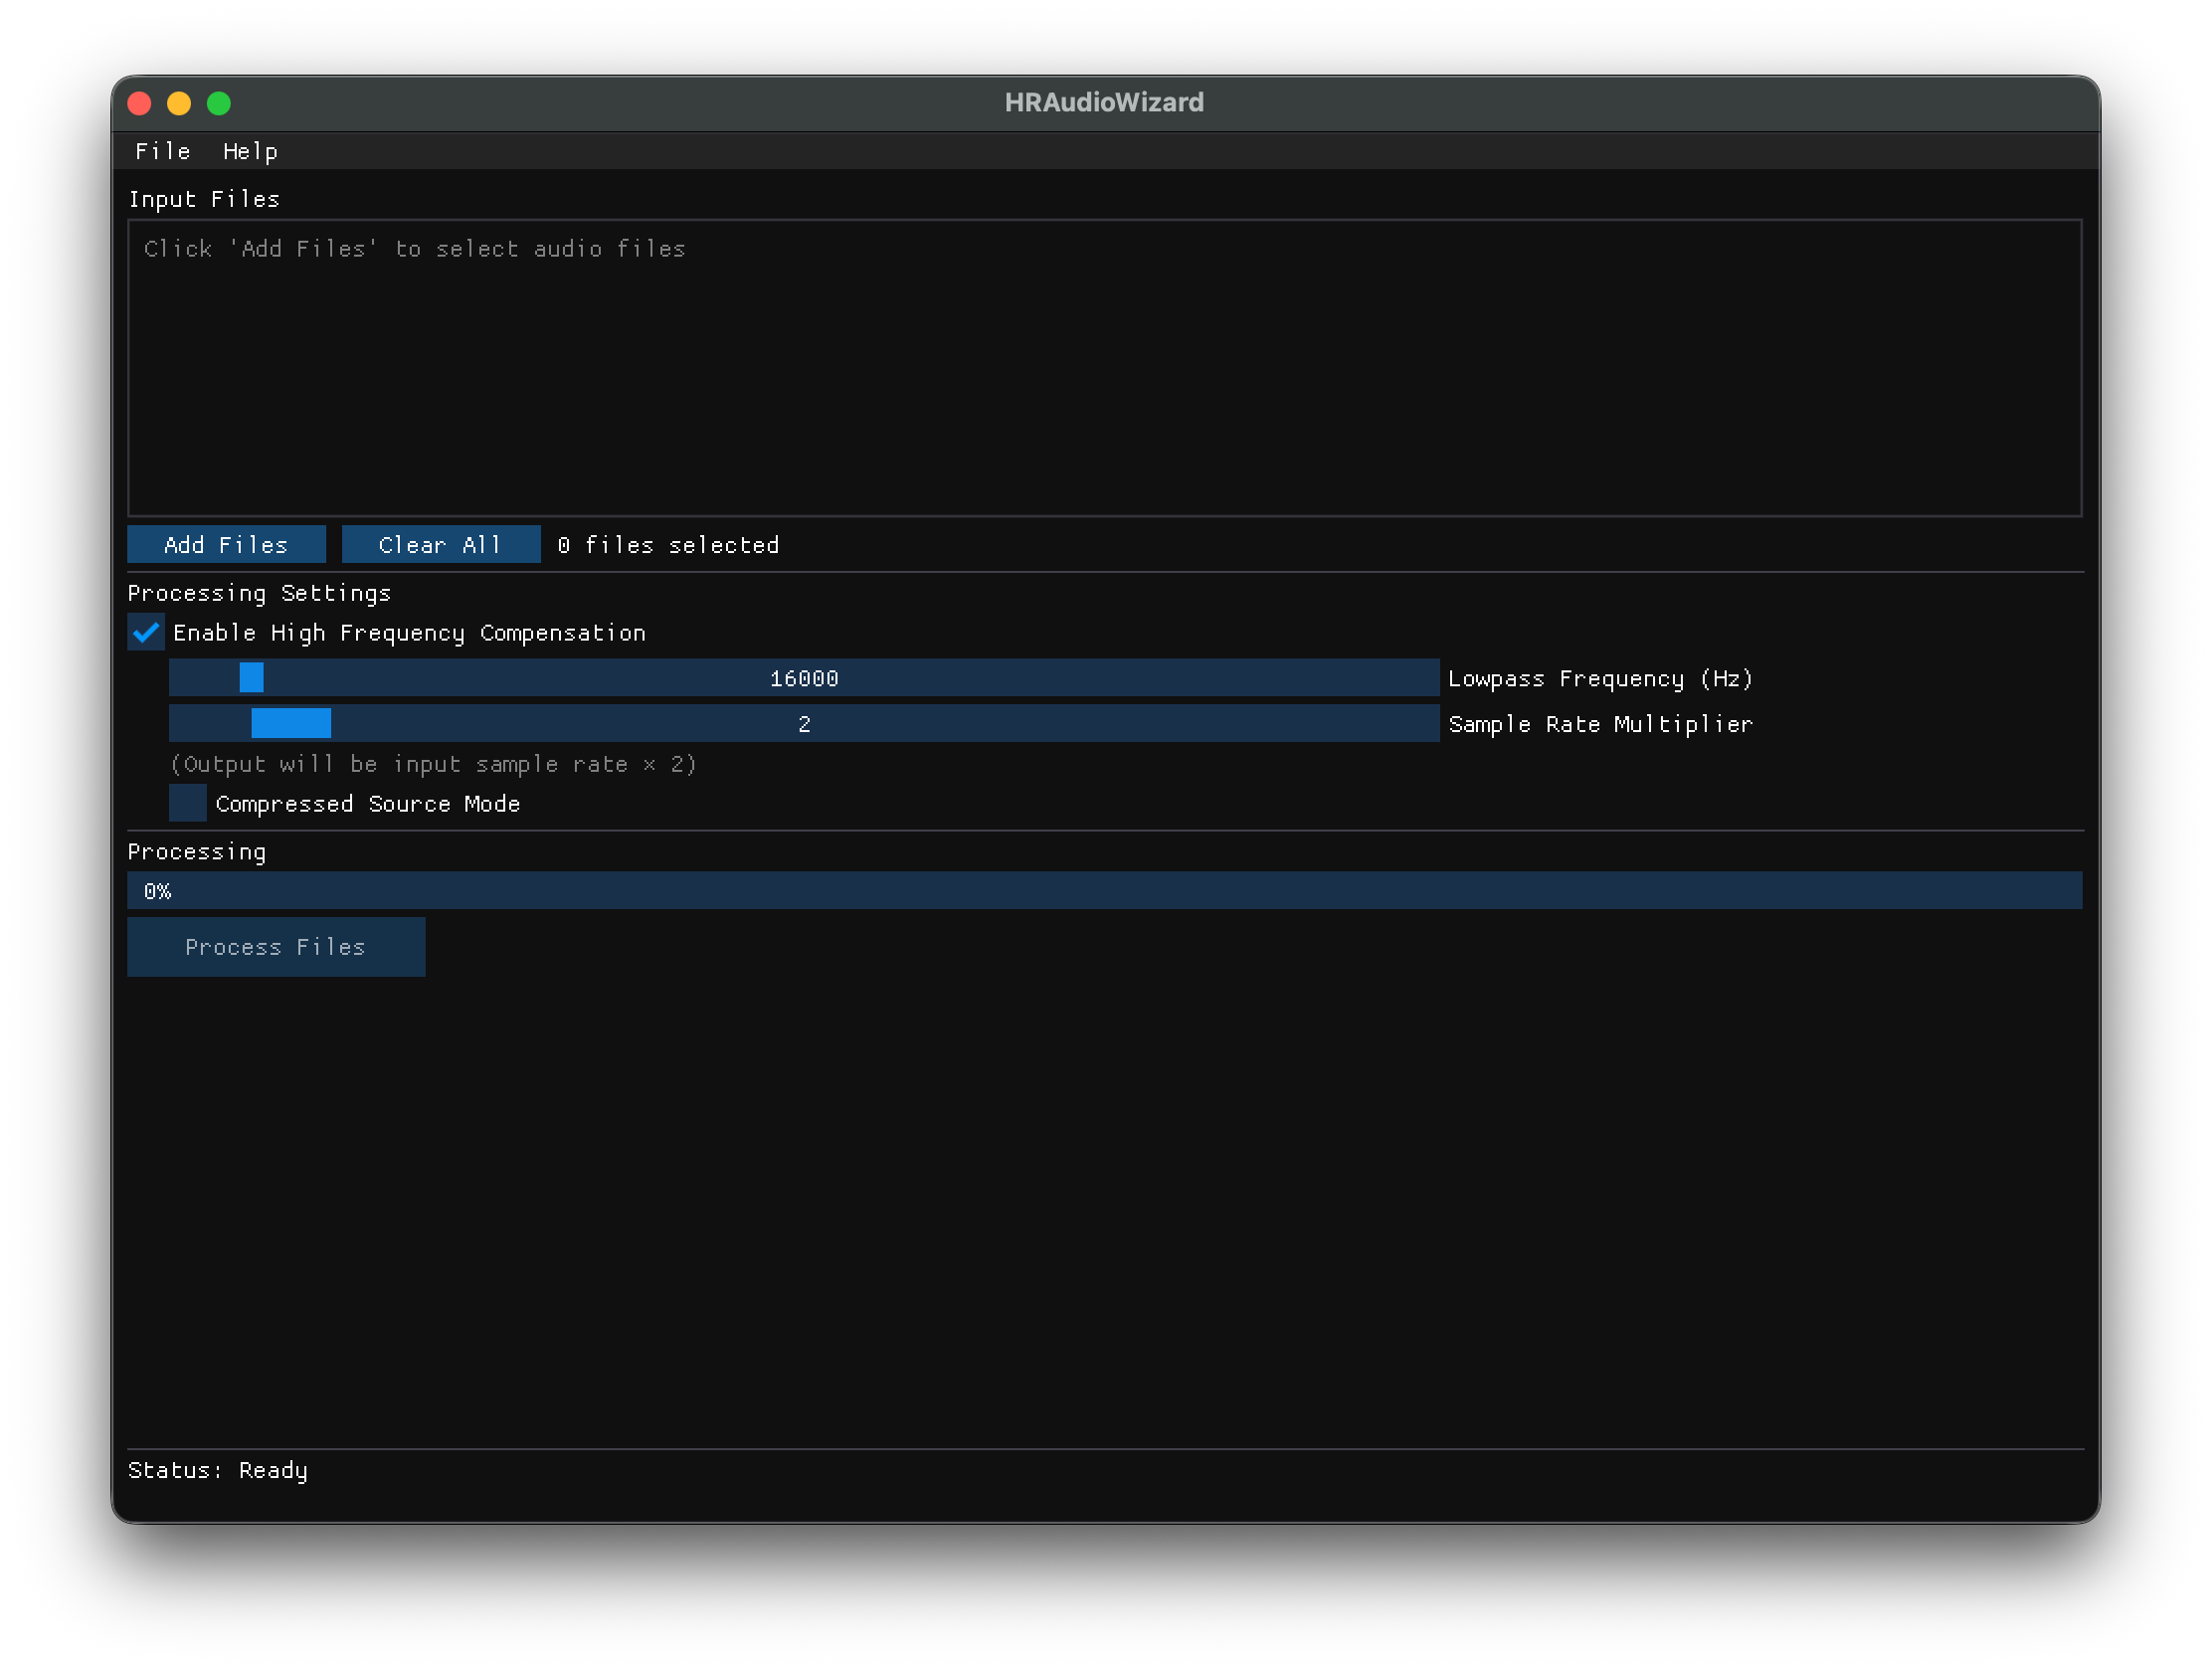 HRAudioWizard
File Help
Input Files
Click 'Add Files' to select audio files
Add Files Clear All 0 files selected
Processing Settings
Enable High Frequency Compensation
16000 Lowpass Frequency (Hz)
2 Sample Rate Multiplier
(Output will be input sample rate × 2)
Compressed Source Mode
Processing
0%
Process Files
Status: Ready